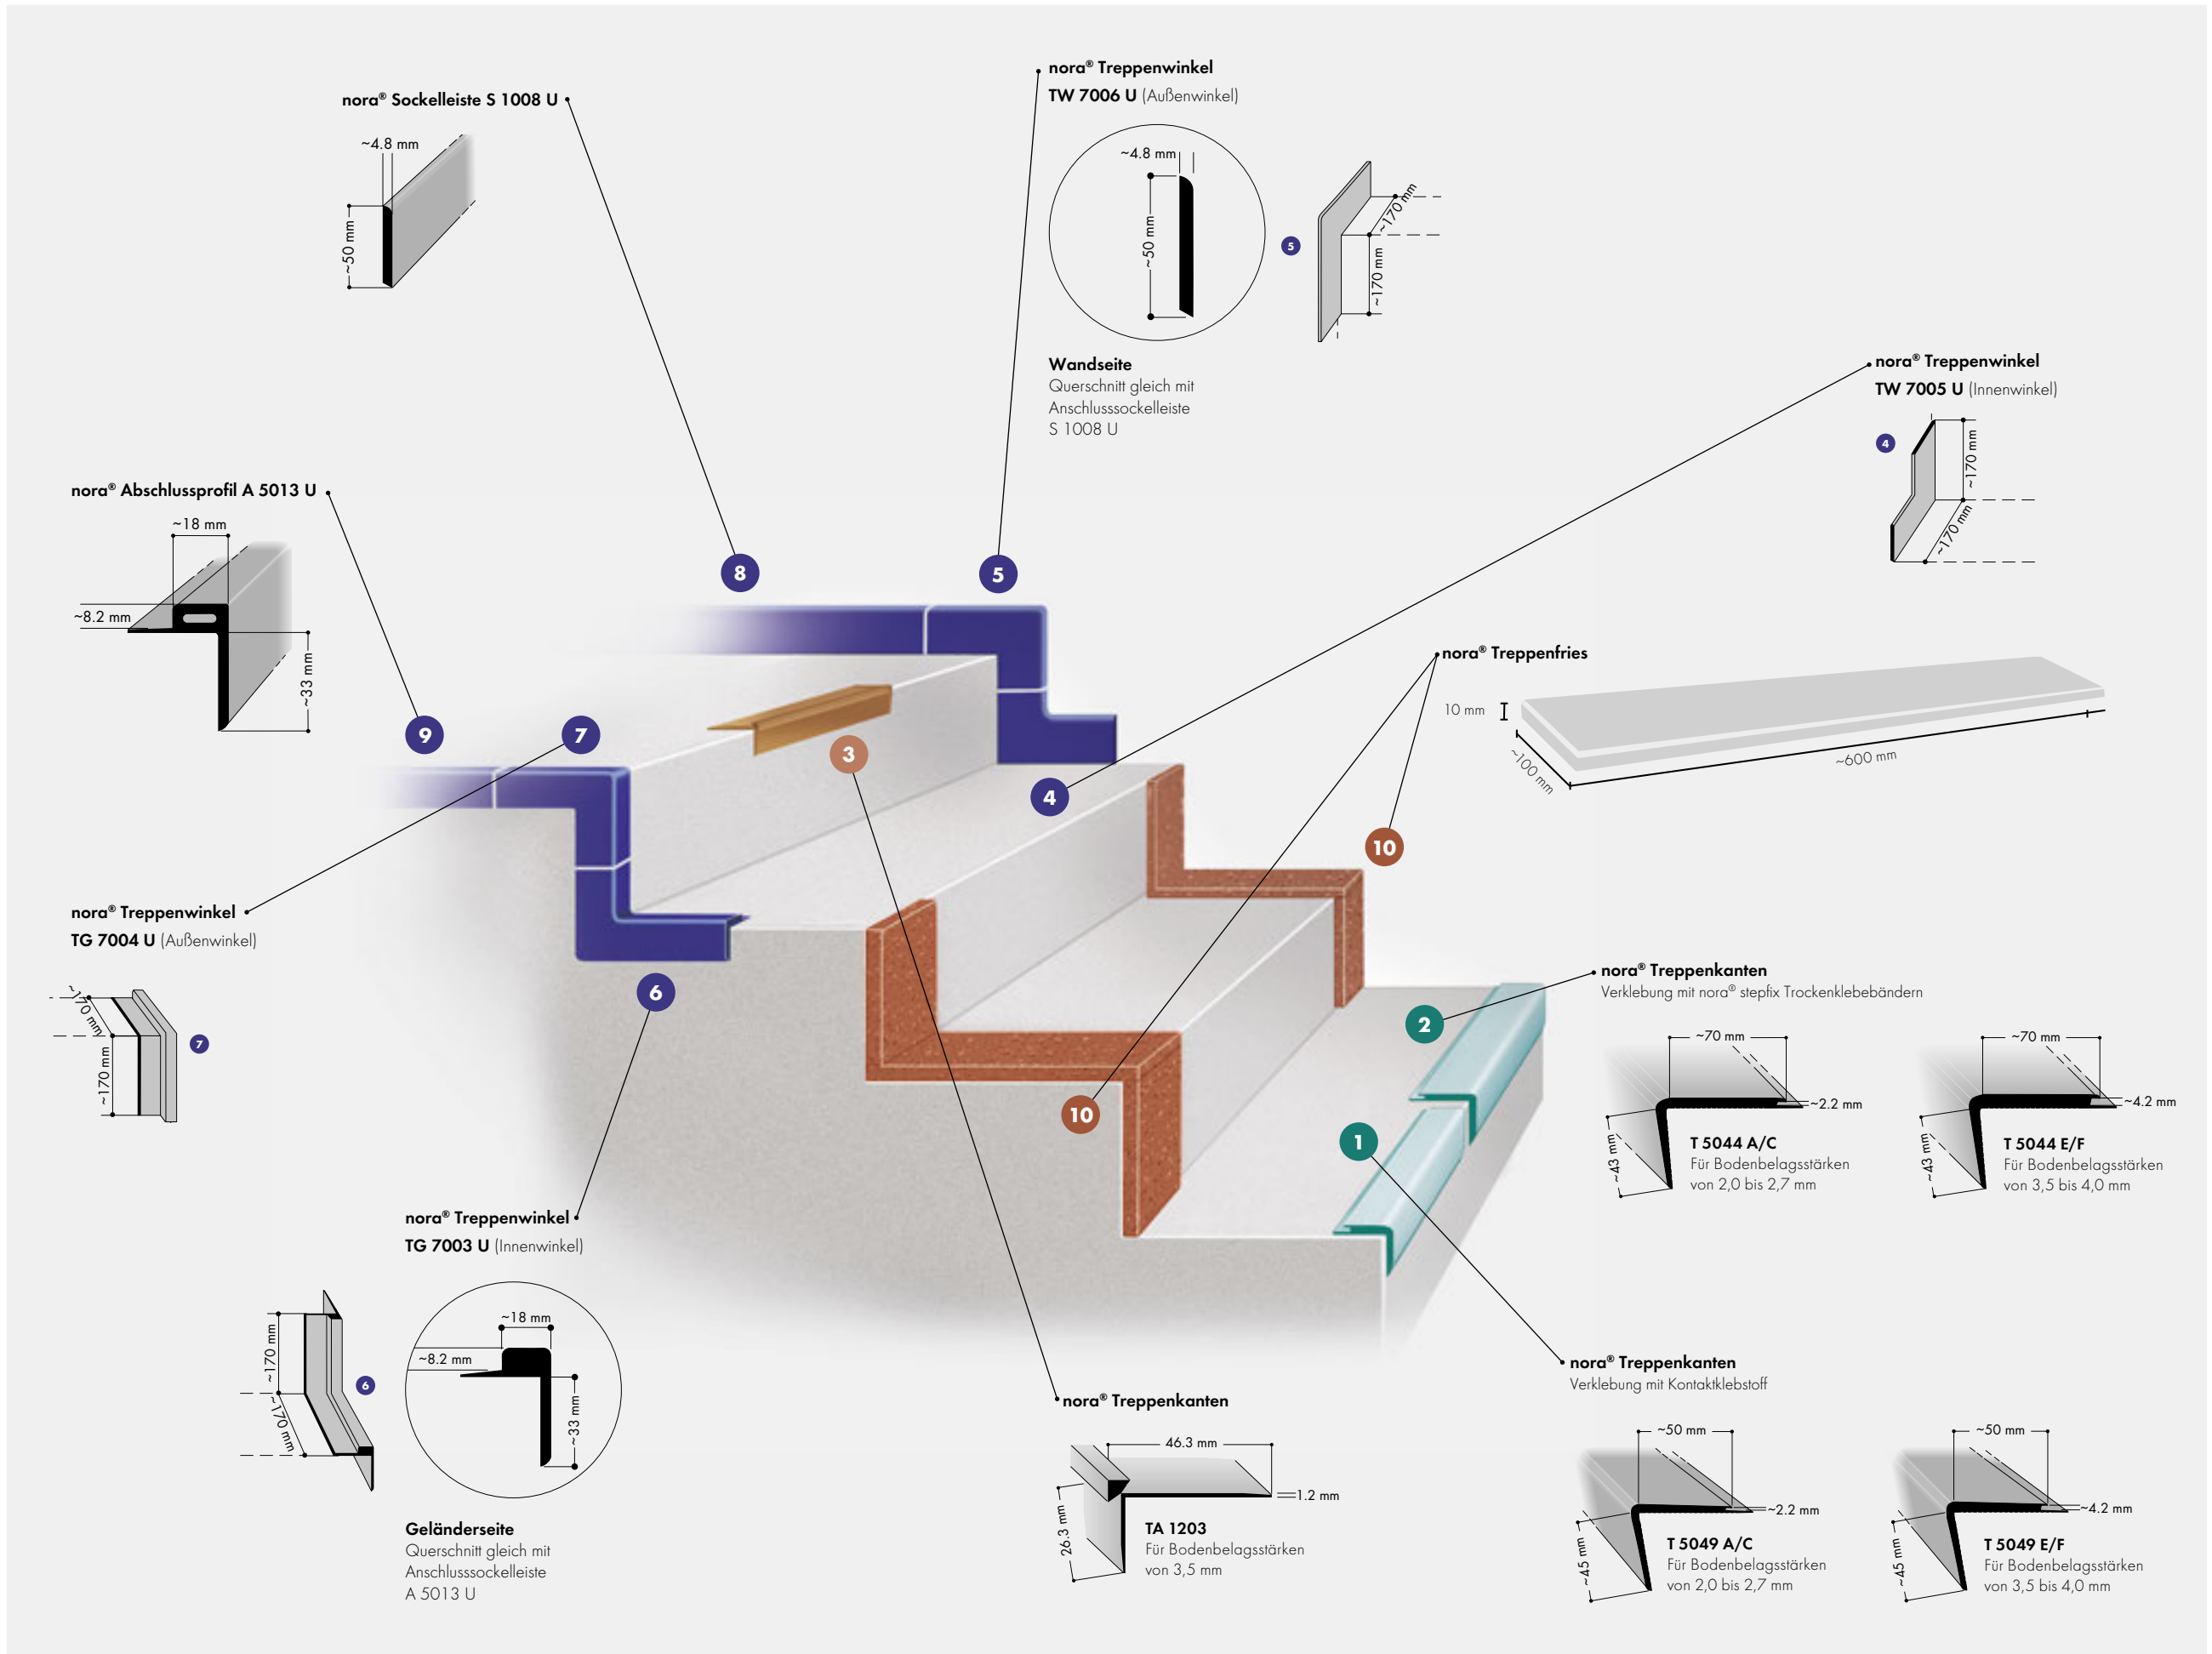 nora® Sockelleiste S 1008 U
~4.8 mm
~50 mm
nora® Treppenwinkel
TW 7006 U (Außenwinkel)
~4.8 mm
~50 mm
5
~170 mm
~170 mm
Wandseite
Querschnitt gleich mit
Anschlusssockelleiste
S 1008 U
nora® Treppenwinkel
TW 7005 U (Innenwinkel)
4
~170 mm
~170 mm
nora® Abschlussprofil A 5013 U
~18 mm
~8.2 mm
~33 mm
8
5
9
7
3
4
nora® Treppenfries
10 mm
~100 mm
~600 mm
10
nora® Treppenwinkel
TG 7004 U (Außenwinkel)
~170 mm
~170 mm
7
6
2
10
1
nora® Treppenkanten
Verklebung mit nora® stepfix Trockenklebebändern
~70 mm
~2.2 mm
~43 mm
T 5044 A/C
Für Bodenbelagsstärken
von 2,0 bis 2,7 mm
~70 mm
~4.2 mm
~43 mm
T 5044 E/F
Für Bodenbelagsstärken
von 3,5 bis 4,0 mm
nora® Treppenwinkel
TG 7003 U (Innenwinkel)
~170 mm
~170 mm
6
~18 mm
~8.2 mm
~33 mm
Geländerseite
Querschnitt gleich mit
Anschlusssockelleiste
A 5013 U
nora® Treppenkanten
46.3 mm
1.2 mm
26.3 mm
TA 1203
Für Bodenbelagsstärken
von 3,5 mm
nora® Treppenkanten
Verklebung mit Kontaktklebstoff
~50 mm
~2.2 mm
~45 mm
T 5049 A/C
Für Bodenbelagsstärken
von 2,0 bis 2,7 mm
~50 mm
~4.2 mm
~45 mm
T 5049 E/F
Für Bodenbelagsstärken
von 3,5 bis 4,0 mm